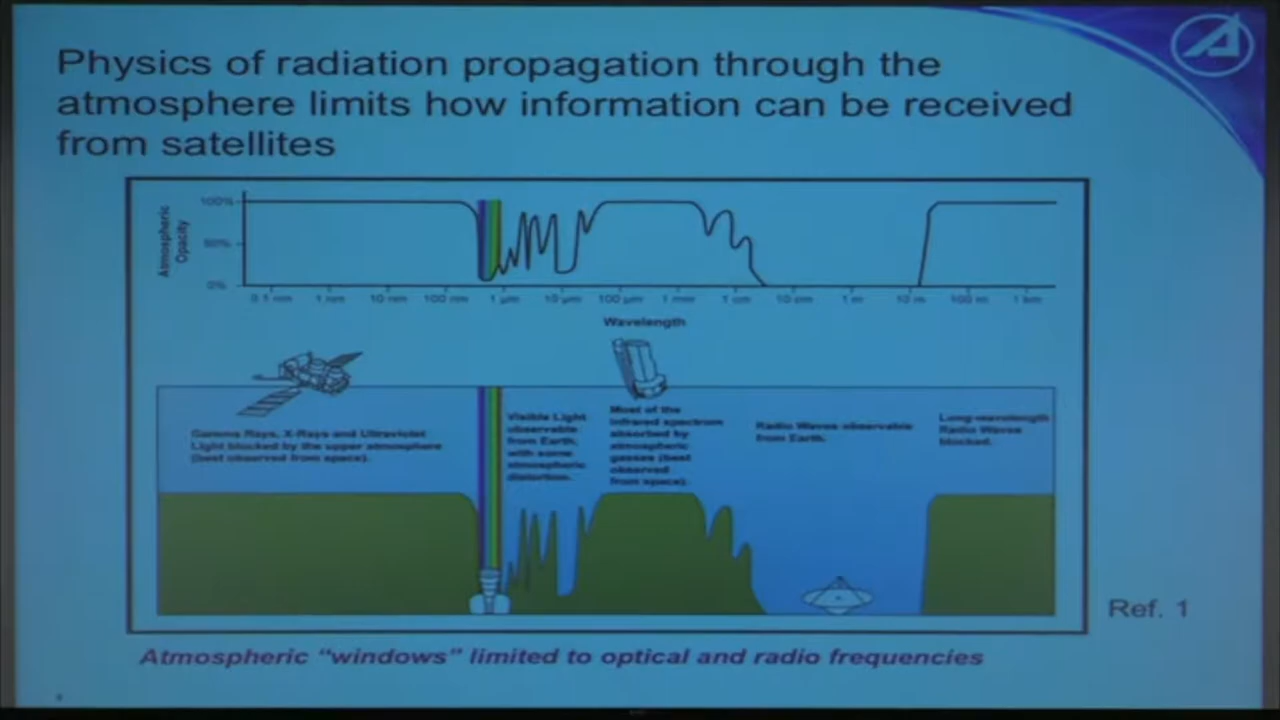 Physics of radiation propagation through the
atmosphere limits how information can be received
from satellites
Atmospheric
Opacity
100%
50%
0%
0.1 nm 1 nm 10 nm 100 nm 1 µm 10 µm 100 µm 1 mm 1 cm 10 cm 1 m 10 m 100 m 1 km
Wavelength
Gamma Rays, X-Rays and Ultraviolet
Light blocked by the upper atmosphere
(best observed from space).
Visible Light
observable
from Earth,
with some
atmospheric
distortion.
Most of the
Infrared spectrum
absorbed by
atmospheric
gasses (best
observed
from space).
Radio Waves observable
from Earth.
Long-wavelength
Radio Waves
blocked.
Ref. 1
Atmospheric “windows” limited to optical and radio frequencies